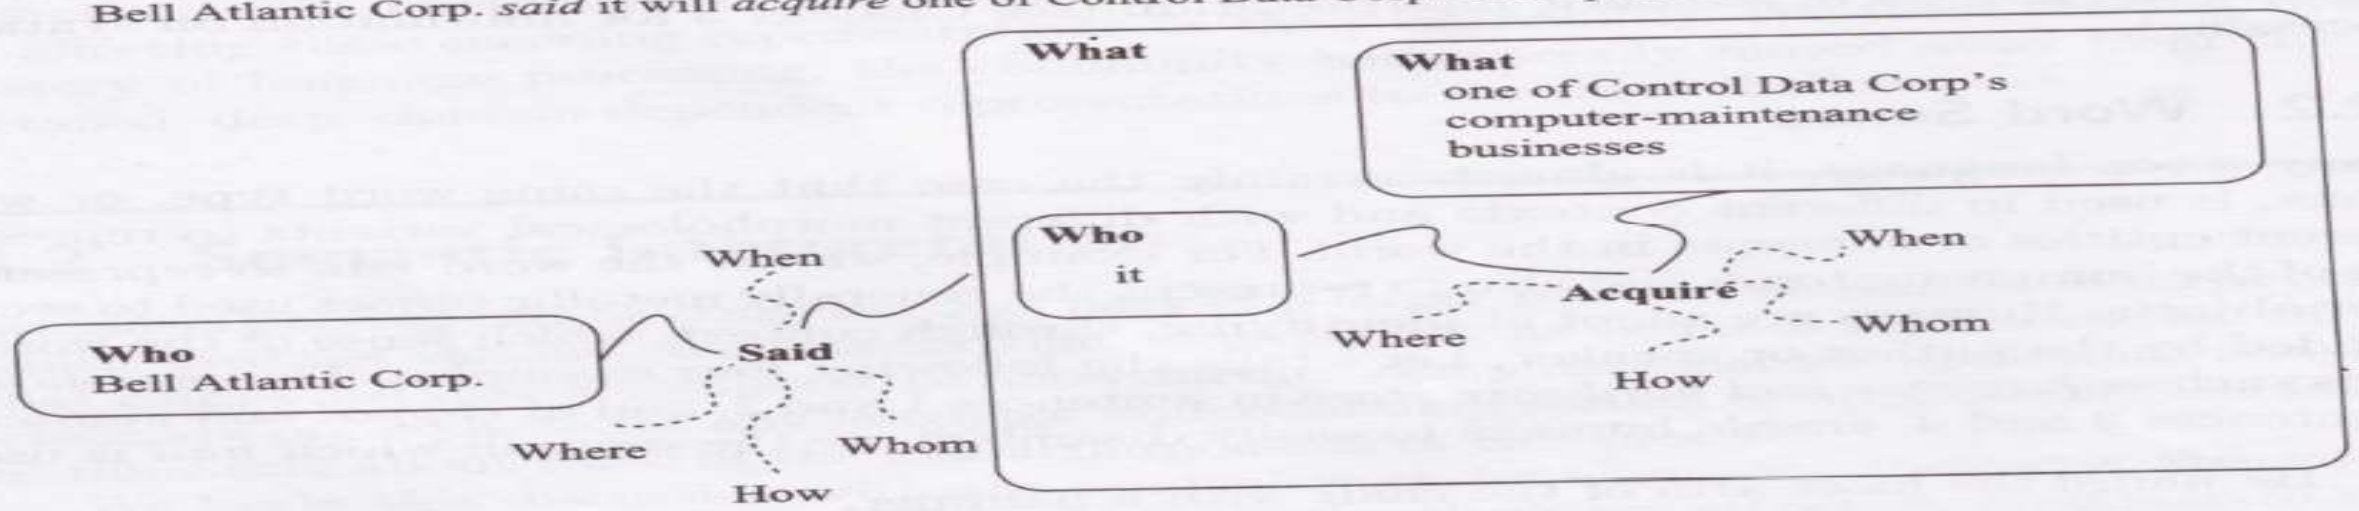 Bell Atlantic Corp. said it will acquire one of Control Data Corp
What
What
one of Control Data Corp's
computer-maintenance
businesses
Who
it
When
Acquiré
Where
Whom
How
When
Who
Bell Atlantic Corp.
Said
Where
Whom
How